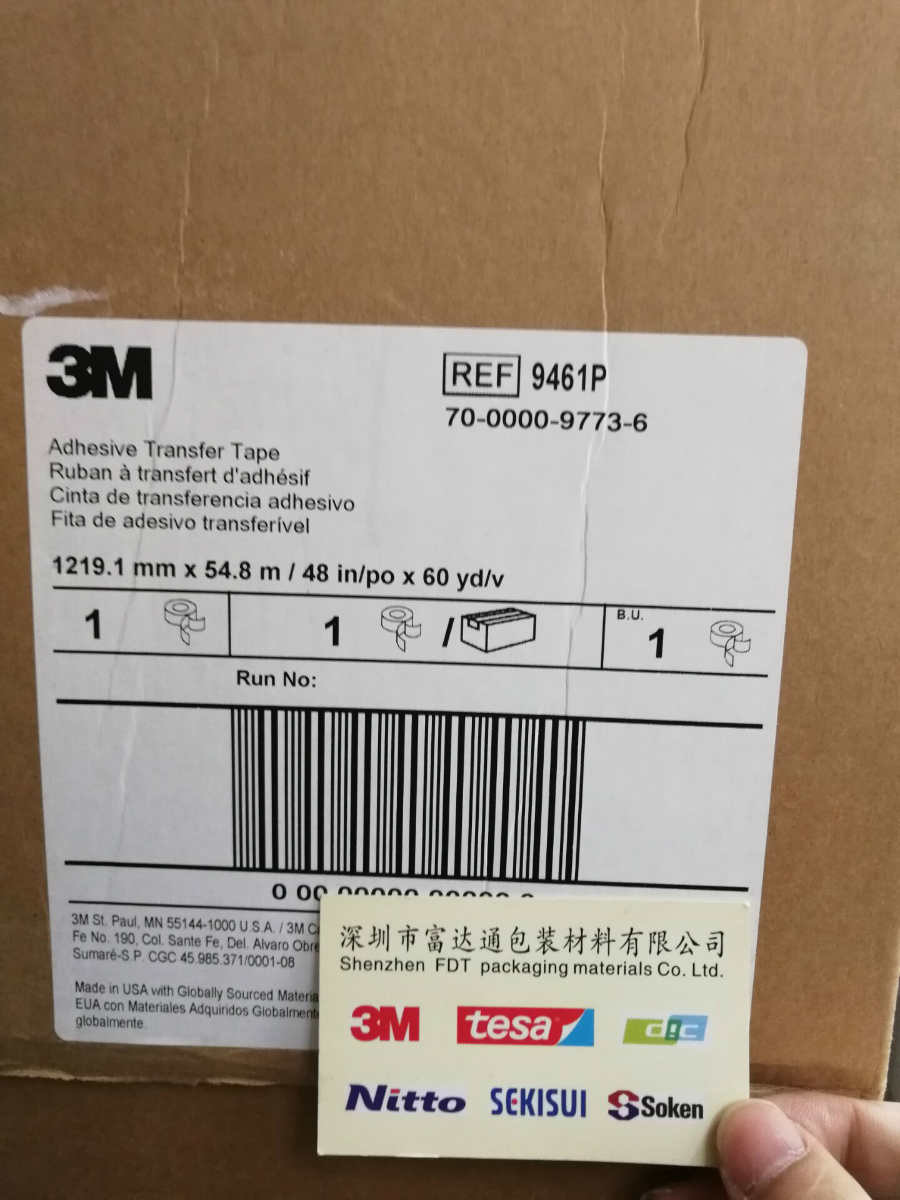 3M
REF 9461P
70-0000-9773-6
Adhesive Transfer Tape
Ruban à transfert d'adhésif
Cinta de transferencia adhesivo
Fita de adesivo transferível
1219.1 mm x 54.8 m / 48 in/po x 60 yd/v
1
1 /
B.U.
1
Run No:
0 00
3M St. Paul, MN 55144-1000 U.S.A. / 3M
Fe No. 190, Col. Sante Fe, Del. Alvaro
Sumaré-S.P. CGC 45.985.371/0001-08
Made in USA with Globally Sourced
EUA con Materiales Adquiridos
globalmente.
深圳市富达通包装材料有限公司
Shenzhen FDT packaging materials Co. Ltd.
3M tesa dic
Nitto SEKISUI Soken